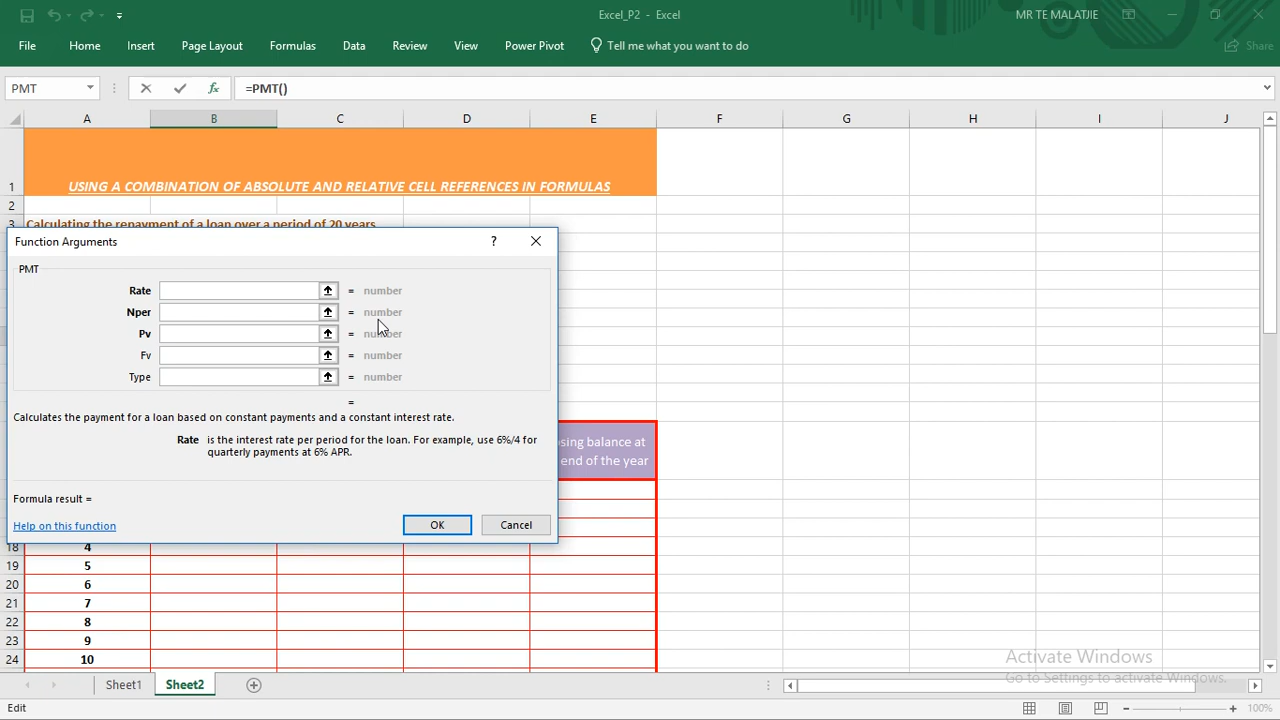 Excel_P2 - Excel
MR TE MALATJIE
File Home Insert Page Layout Formulas Data Review View Power Pivot Tell me what you want to do Share
PMT =PMT()
A B C D E F G H I J
1 USING A COMBINATION OF ABSOLUTE AND RELATIVE CELL REFERENCES IN FORMULAS
2
3 Calculating the repayment of a loan over a period of 20 years
Function Arguments ?
PMT
Rate = number
Nper = number
Pv = number
Fv = number
Type = number
=
Calculates the payment for a loan based on constant payments and a constant interest rate.
Rate is the interest rate per period for the loan. For example, use 6%/4 for
quarterly payments at 6% APR.
Formula result =
Help on this function
OK Cancel
balance at
end of the year
18 4
19 5
20 6
21 7
22 8
23 9
24 10
Activate Windows
Go to Settings to activate Windows.
Sheet1 Sheet2
Edit 100%